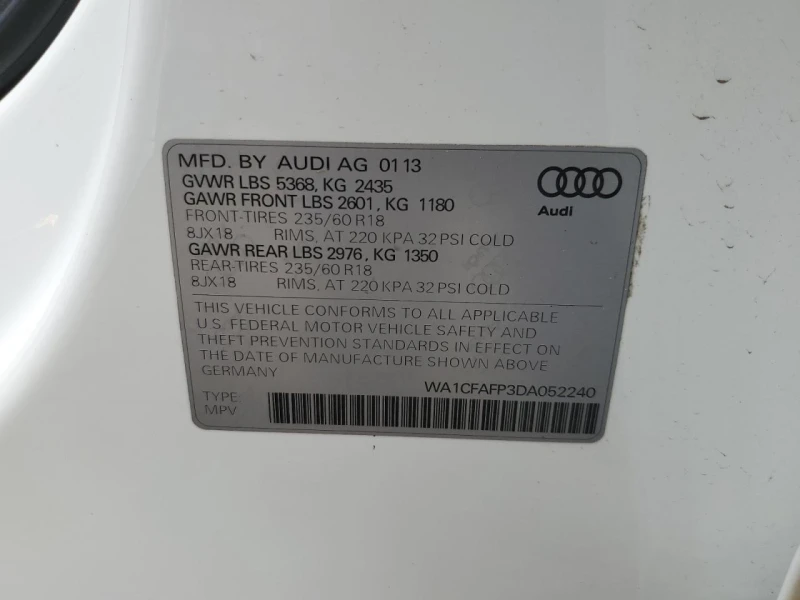 MFD. BY AUDI AG 01 13
GVWR LBS 5368, KG 2435
GAWR FRONT LBS 2601, KG 1180
FRONT-TIRES 235/60 R18
8JX18 RIMS, AT 220 KPA 32 PSI COLD
GAWR REAR LBS 2976, KG 1350
REAR-TIRES 235/60 R18
8JX18 RIMS, AT 220 KPA 32 PSI COLD
Audi
THIS VEHICLE CONFORMS TO ALL APPLICABLE
U.S. FEDERAL MOTOR VEHICLE SAFETY AND
THEFT PREVENTION STANDARDS IN EFFECT ON
THE DATE OF MANUFACTURE SHOWN ABOVE
GERMANY
WA1CFAFP3DA052240
TYPE:
MPV